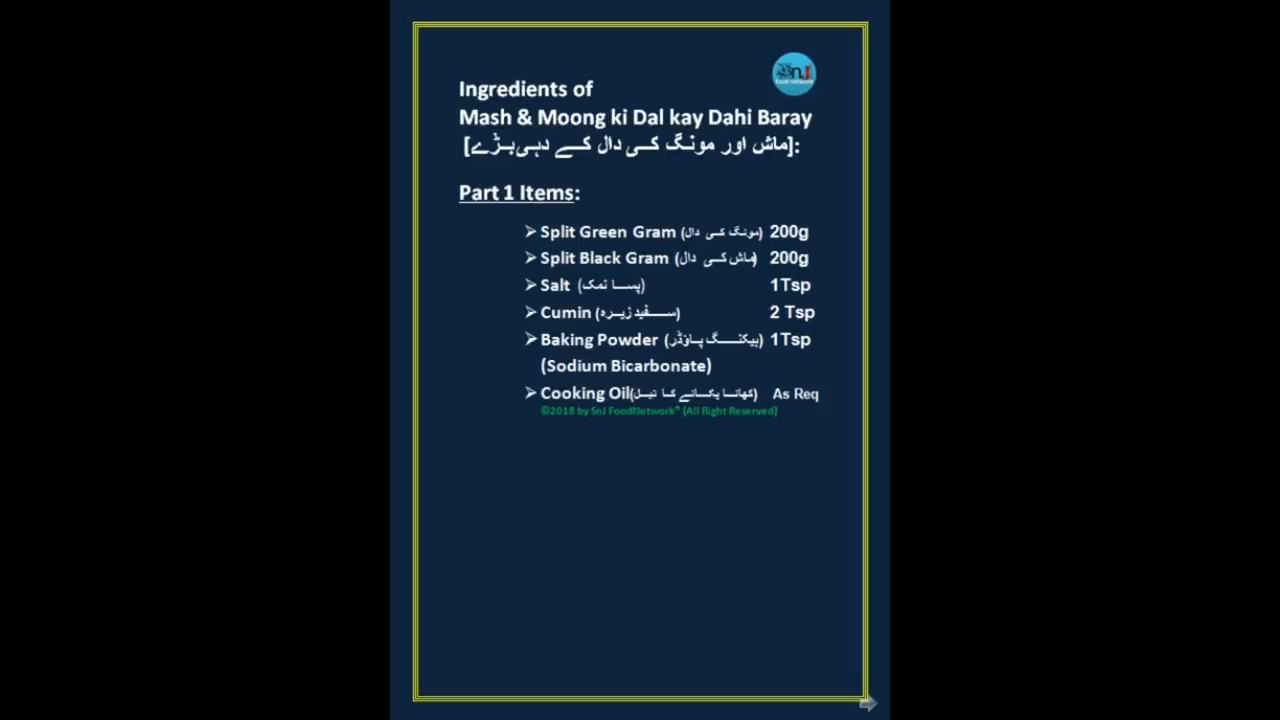 SnJ
food network
Ingredients of
Mash & Moong ki Dal kay Dahi Baray
[ماش اور مونگ کی دال کے دہی بڑے]:
Part 1 Items:
➢ Split Green Gram (مونگ کی دال) 200g
➢ Split Black Gram (ماش کی دال) 200g
➢ Salt (پسا نمک) 1Tsp
➢ Cumin (سفید زیرہ) 2 Tsp
➢ Baking Powder (بیکنگ پاؤڈر) 1Tsp
(Sodium Bicarbonate)
➢ Cooking Oil(کھانا پکانے کا تیل) As Req
©2018 by SnJ FoodNetwork® (All Right Reserved)